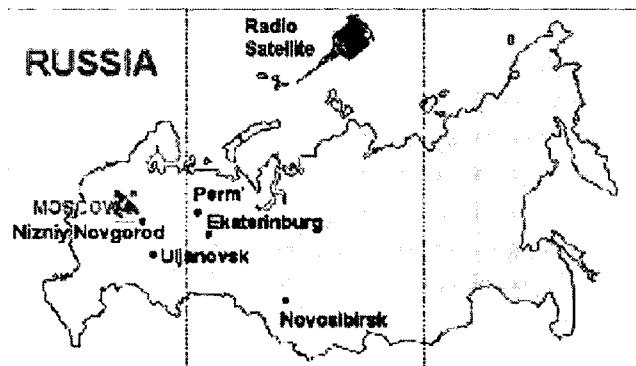 Radio
Satellite
RUSSIA
Perm'
MOSCOW
Ekaterinburg
Nizniy Novgorod
Uljanovsk
Novosibirsk